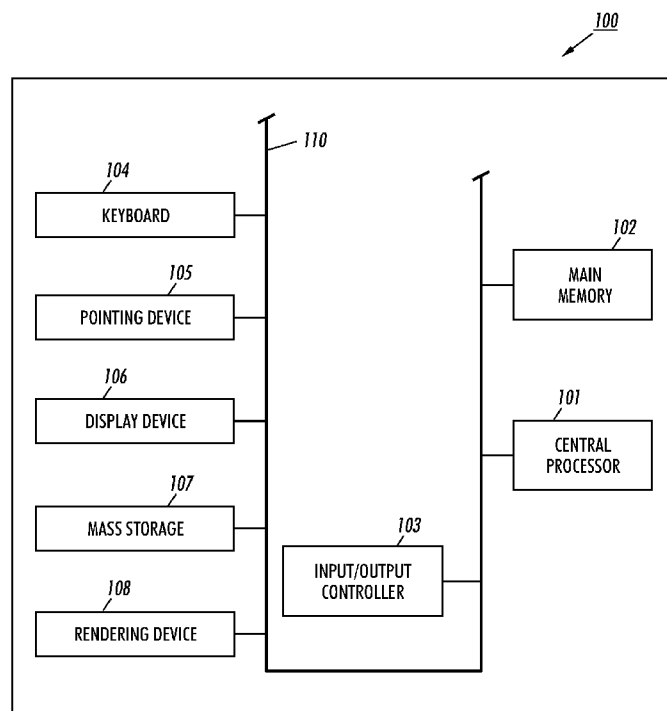 100
110
104
KEYBOARD
102
MAIN
MEMORY
105
POINTING DEVICE
106
DISPLAY DEVICE
101
CENTRAL
PROCESSOR
107
MASS STORAGE
103
INPUT/OUTPUT
CONTROLLER
108
RENDERING DEVICE